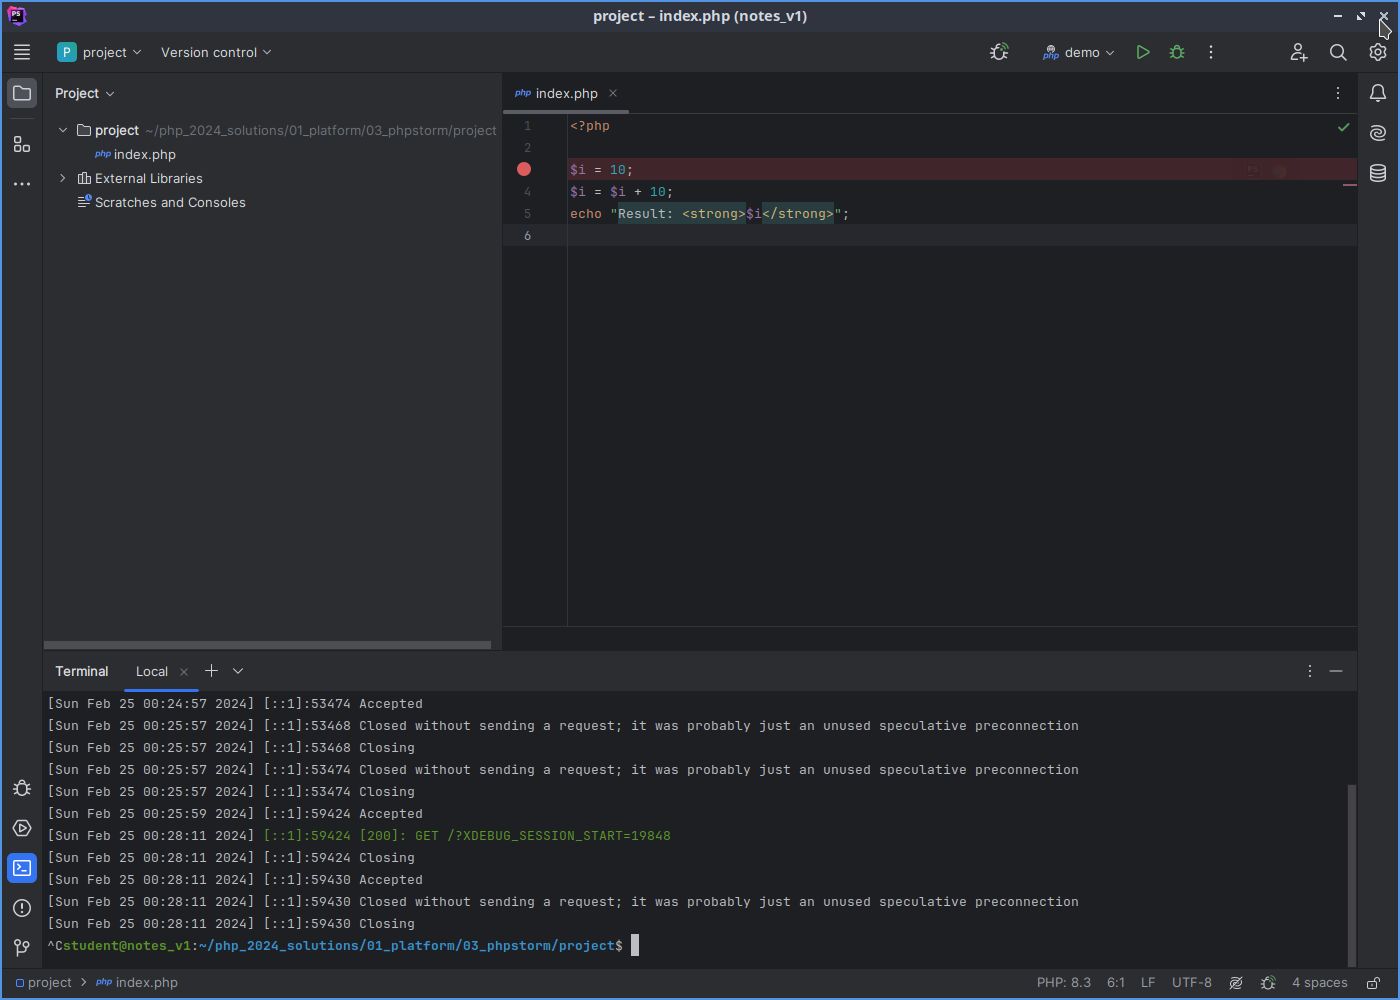 project – index.php (notes_v1)
P project Version control
php demo
Project
php index.php
project ~/php_2024_solutions/01_platform/03_phpstorm/project
php index.php
External Libraries
Scratches and Consoles
1 <?php
2
$i = 10;
4 $i = $i + 10;
5 echo "Result: <strong>$i</strong>";
6
Terminal Local
[Sun Feb 25 00:24:57 2024] [::1]:53474 Accepted
[Sun Feb 25 00:25:57 2024] [::1]:53468 Closed without sending a request; it was probably just an unused speculative preconnection
[Sun Feb 25 00:25:57 2024] [::1]:53468 Closing
[Sun Feb 25 00:25:57 2024] [::1]:53474 Closed without sending a request; it was probably just an unused speculative preconnection
[Sun Feb 25 00:25:57 2024] [::1]:53474 Closing
[Sun Feb 25 00:25:59 2024] [::1]:59424 Accepted
[Sun Feb 25 00:28:11 2024] [::1]:59424 [200]: GET /?XDEBUG_SESSION_START=19848
[Sun Feb 25 00:28:11 2024] [::1]:59424 Closing
[Sun Feb 25 00:28:11 2024] [::1]:59430 Accepted
[Sun Feb 25 00:28:11 2024] [::1]:59430 Closed without sending a request; it was probably just an unused speculative preconnection
[Sun Feb 25 00:28:11 2024] [::1]:59430 Closing
^Cstudent@notes_v1:~/php_2024_solutions/01_platform/03_phpstorm/project$
project > php index.php PHP: 8.3 6:1 LF UTF-8 4 spaces